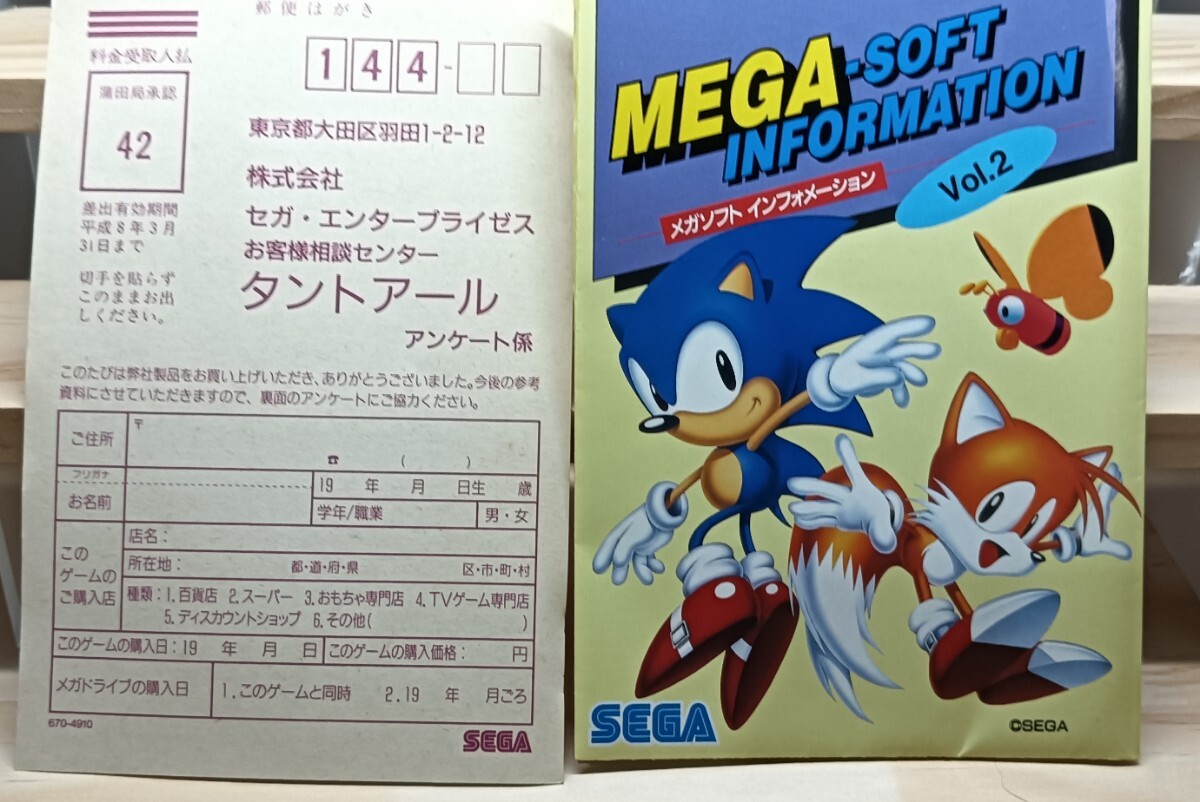 郵便はがき
料金受取人払
蒲田局承認
42
差出有効期間
平成8年3月
31日まで
切手を貼らず
このままお出
しください。
144-
東京都大田区羽田1-2-12
株式会社
セガ・エンタープライゼス
お客様相談センター
タントアール
アンケート係
このたびは弊社製品をお買い上げいただき、ありがとうございました。今後の参考
資料にさせていただきますので、裏面のアンケートにご協力ください。
ご住所
〒
☎ ( )
フリガナ
お名前
19 年 月 日生 歳
学年/職業
男・女
この
ゲームの
ご購入店
店名:
所在地: 都・道・府・県 区・市・町・村
種類:1.百貨店 2.スーパー 3.おもちゃ専門店 4.TVゲーム専門店
5.ディスカウントショップ 6.その他( )
このゲームの購入日:19 年 月 日
このゲームの購入価格: 円
メガドライブの購入日
1.このゲームと同時 2.19 年 月ごろ
670-4910
SEGA
MEGA-SOFT
INFORMATION
メガソフト インフォメーション
Vol.2
SEGA
©SEGA